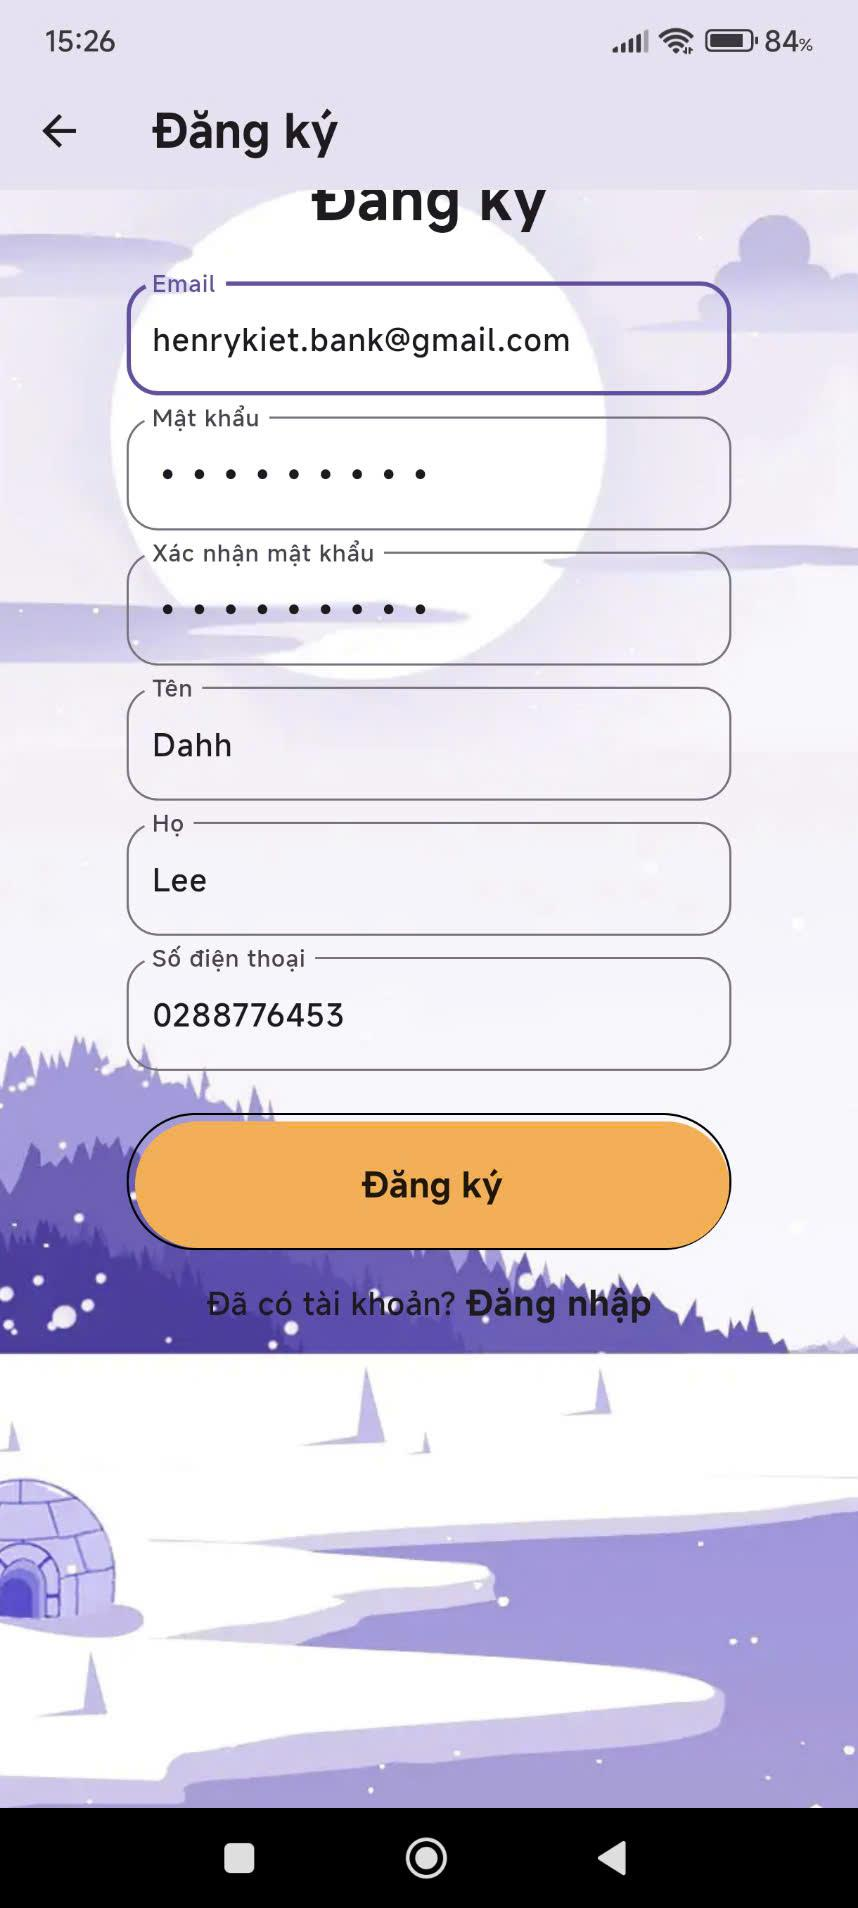 15:26
84%
Đăng ký
Đăng ký
Email
henrykiet.bank@gmail.com
Mật khẩu
• • • • • • • • •
Xác nhận mật khẩu
• • • • • • • • •
Tên
Dahh
Họ
Lee
Số điện thoại
0288776453
Đăng ký
Đã có tài khoản? Đăng nhập